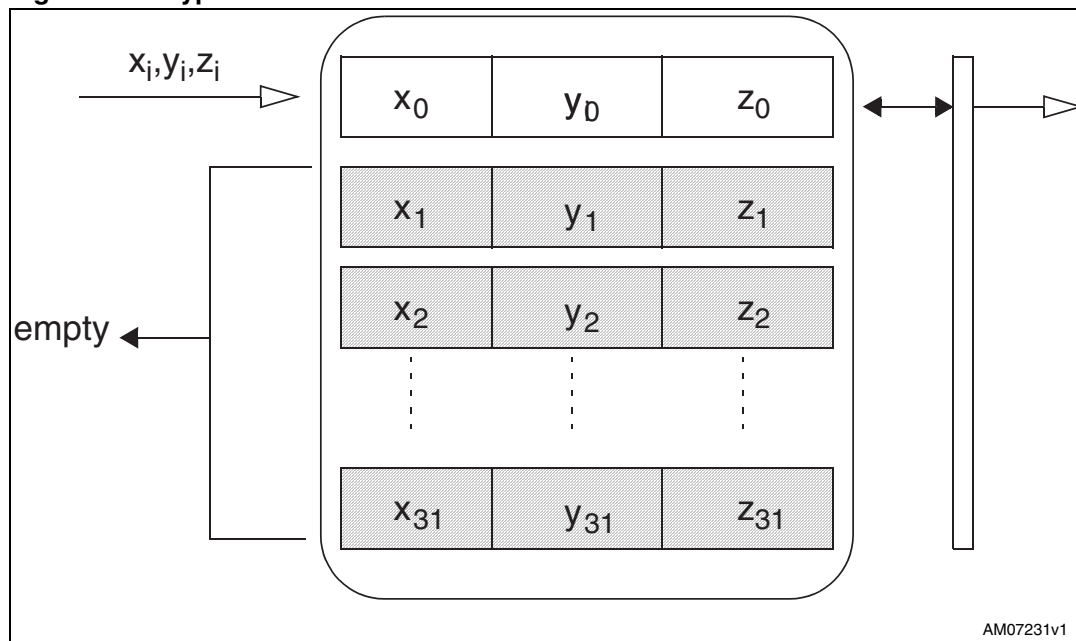 xᵢ,yᵢ,zᵢ
x₀ y₀ z₀
x₁ y₁ z₁
x₂ y₂ z₂
empty
x₃₁ y₃₁ z₃₁
AM07231v1